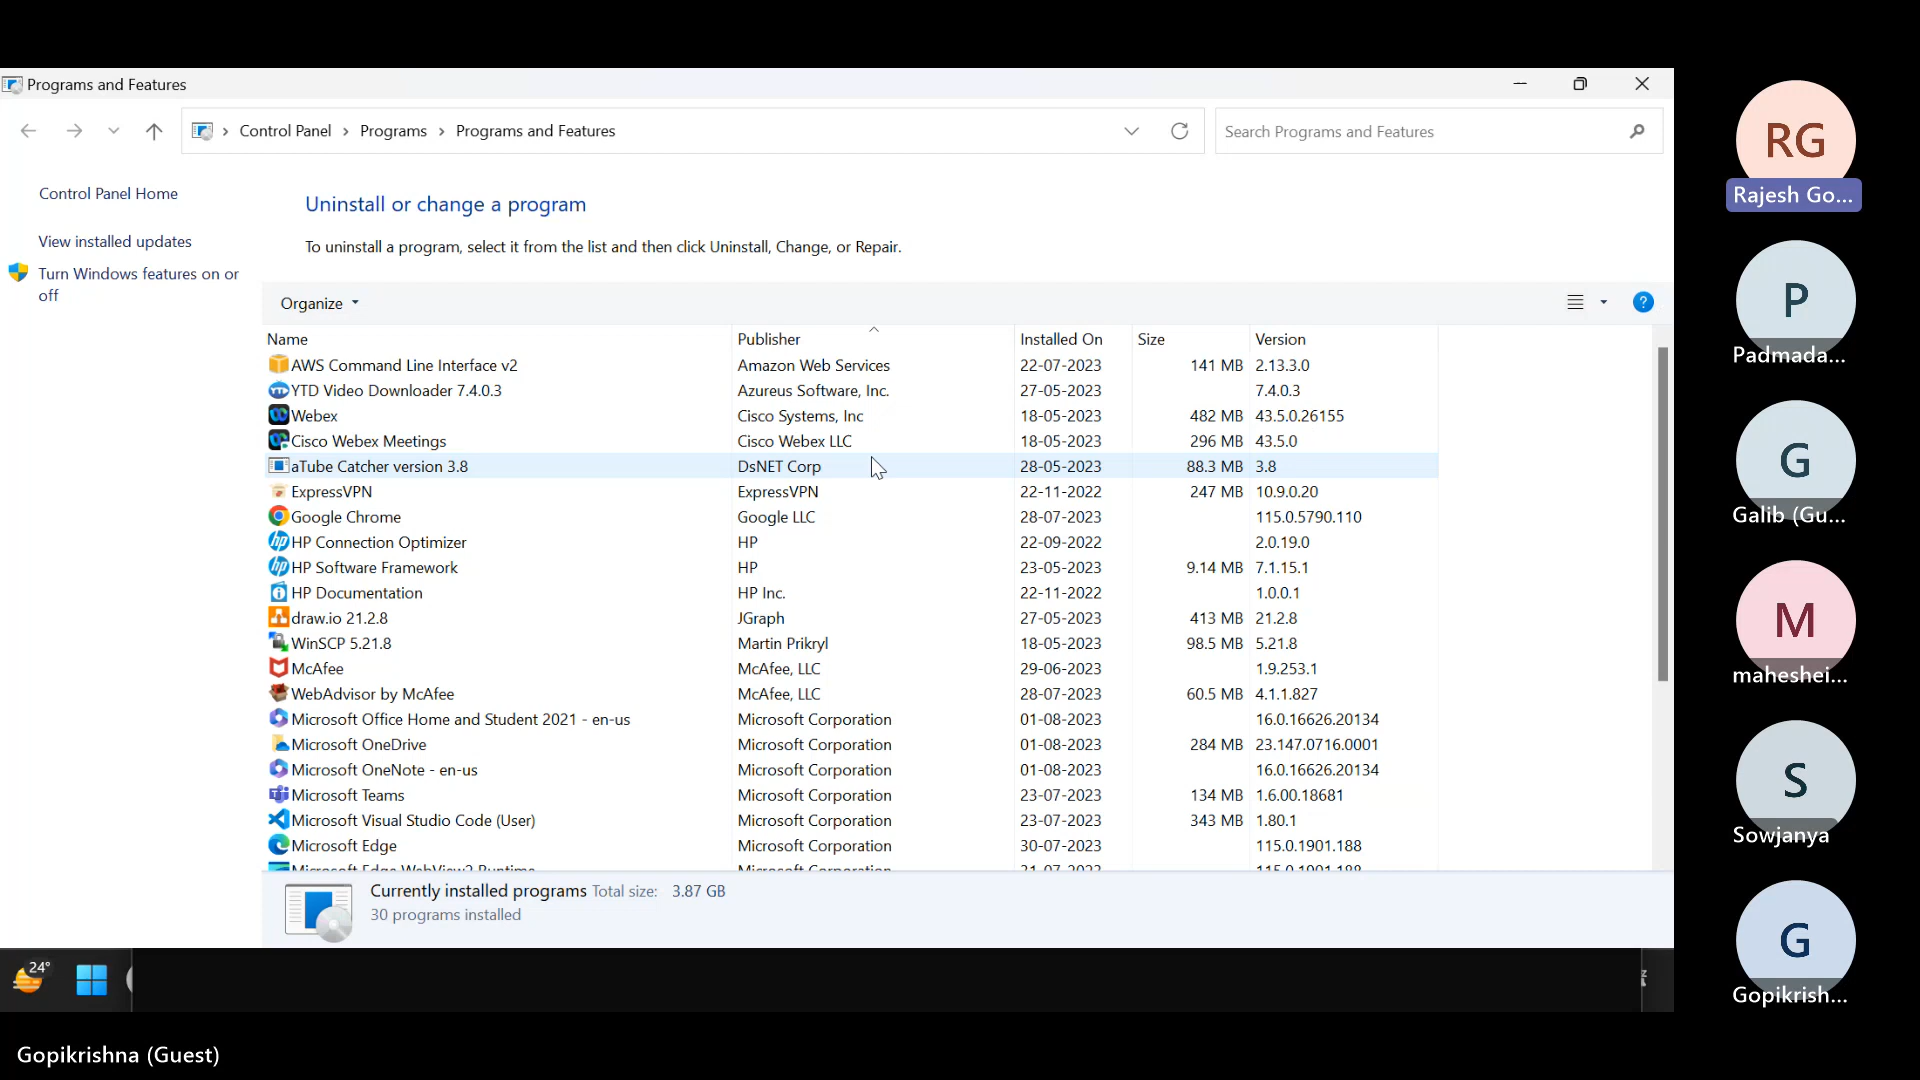 Programs and Features
Control Panel > Programs > Programs and Features
Search Programs and Features
Control Panel Home
View installed updates
Turn Windows features on or
off
Uninstall or change a program
To uninstall a program, select it from the list and then click Uninstall, Change, or Repair.
Organize
Name Publisher Installed On Size Version
AWS Command Line Interface v2 Amazon Web Services 22-07-2023 141 MB 2.13.3.0
YTD Video Downloader 7.4.0.3 Azureus Software, Inc. 27-05-2023 7.4.0.3
Webex Cisco Systems, Inc 18-05-2023 482 MB 43.5.0.26155
Cisco Webex Meetings Cisco Webex LLC 18-05-2023 296 MB 43.5.0
aTube Catcher version 3.8 DsNET Corp 28-05-2023 88.3 MB 3.8
ExpressVPN ExpressVPN 22-11-2022 247 MB 10.9.0.20
Google Chrome Google LLC 28-07-2023 115.0.5790.110
HP Connection Optimizer HP 22-09-2022 2.0.19.0
HP Software Framework HP 23-05-2023 9.14 MB 7.1.15.1
HP Documentation HP Inc. 22-11-2022 1.0.0.1
draw.io 21.2.8 JGraph 27-05-2023 413 MB 21.2.8
WinSCP 5.21.8 Martin Prikryl 18-05-2023 98.5 MB 5.21.8
McAfee McAfee, LLC 29-06-2023 1.9.253.1
WebAdvisor by McAfee McAfee, LLC 28-07-2023 60.5 MB 4.1.1.827
Microsoft Office Home and Student 2021 - en-us Microsoft Corporation 01-08-2023 16.0.16626.20134
Microsoft OneDrive Microsoft Corporation 01-08-2023 284 MB 23.147.0716.0001
Microsoft OneNote - en-us Microsoft Corporation 01-08-2023 16.0.16626.20134
Microsoft Teams Microsoft Corporation 23-07-2023 134 MB 1.6.00.18681
Microsoft Visual Studio Code (User) Microsoft Corporation 23-07-2023 343 MB 1.80.1
Microsoft Edge Microsoft Corporation 30-07-2023 115.0.1901.188
Microsoft Edge WebView2 Runtime Microsoft Corporation 31-07-2023 115.0.1901.188
Currently installed programs Total size: 3.87 GB
30 programs installed
24°
Gopikrishna (Guest)
RG
Rajesh Go...
P
Padmada...
G
Galib (Gu...
M
maheshei...
S
Sowjanya
G
Gopikrish...